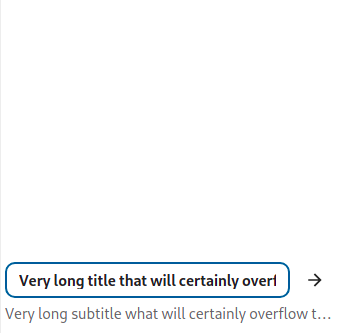 Very long title that will certainly overf
Very long subtitle what will certainly overflow t…